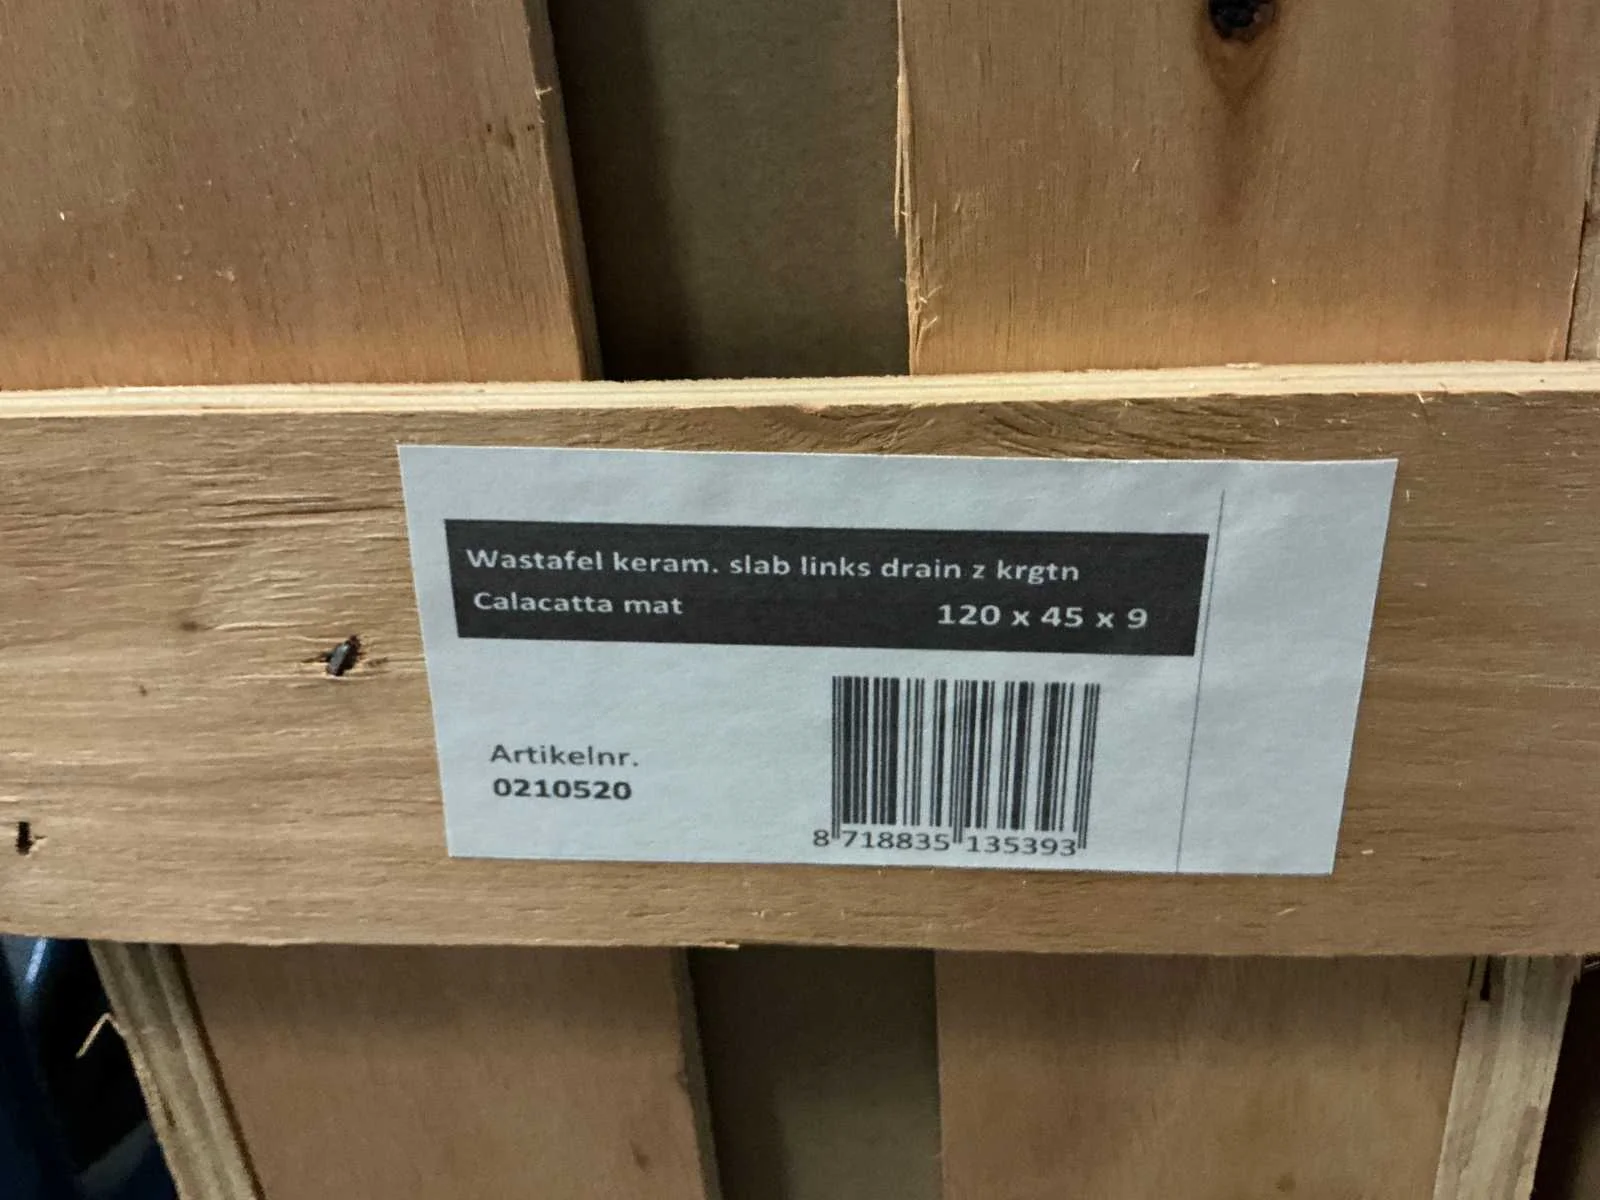 Wastafel keram. slab links drain z krgtn
Calacatta mat
120 x 45 x 9
Artikelnr.
0210520
8 718835 135393